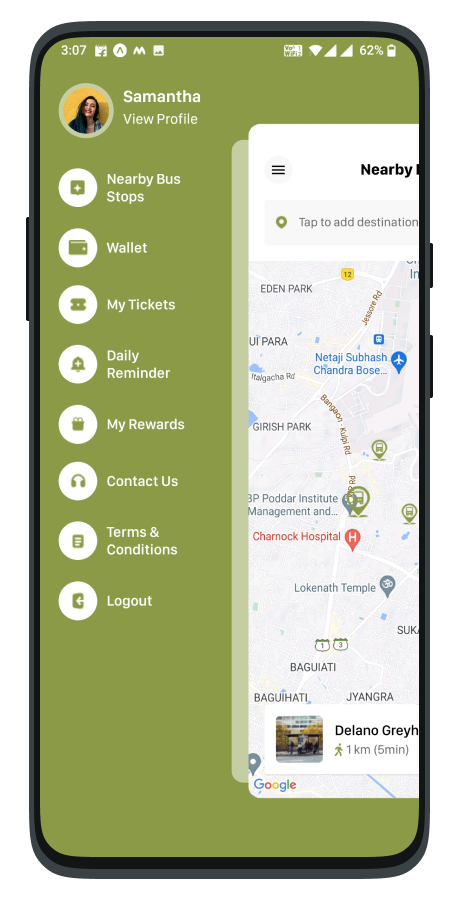 3:07
62%
Samantha
View Profile
Nearby Bus
Stops
Wallet
My Tickets
Daily
Reminder
My Rewards
Contact Us
Terms &
Conditions
Logout
Nearby
Tap to add destination
12
EDEN PARK
Jessore Rd
UI PARA
Netaji Subhash
Chandra Bose...
Italgacha Rd
Bangaon - Kulpi Rd
GIRISH PARK
BP Poddar Institute
Management and...
Rd
Charnock Hospital
H
Lokenath Temple
SUKA
1 3
BAGUIATI
BAGUIHATI
JYANGRA
Delano Greyh
1 km (5min)
Google